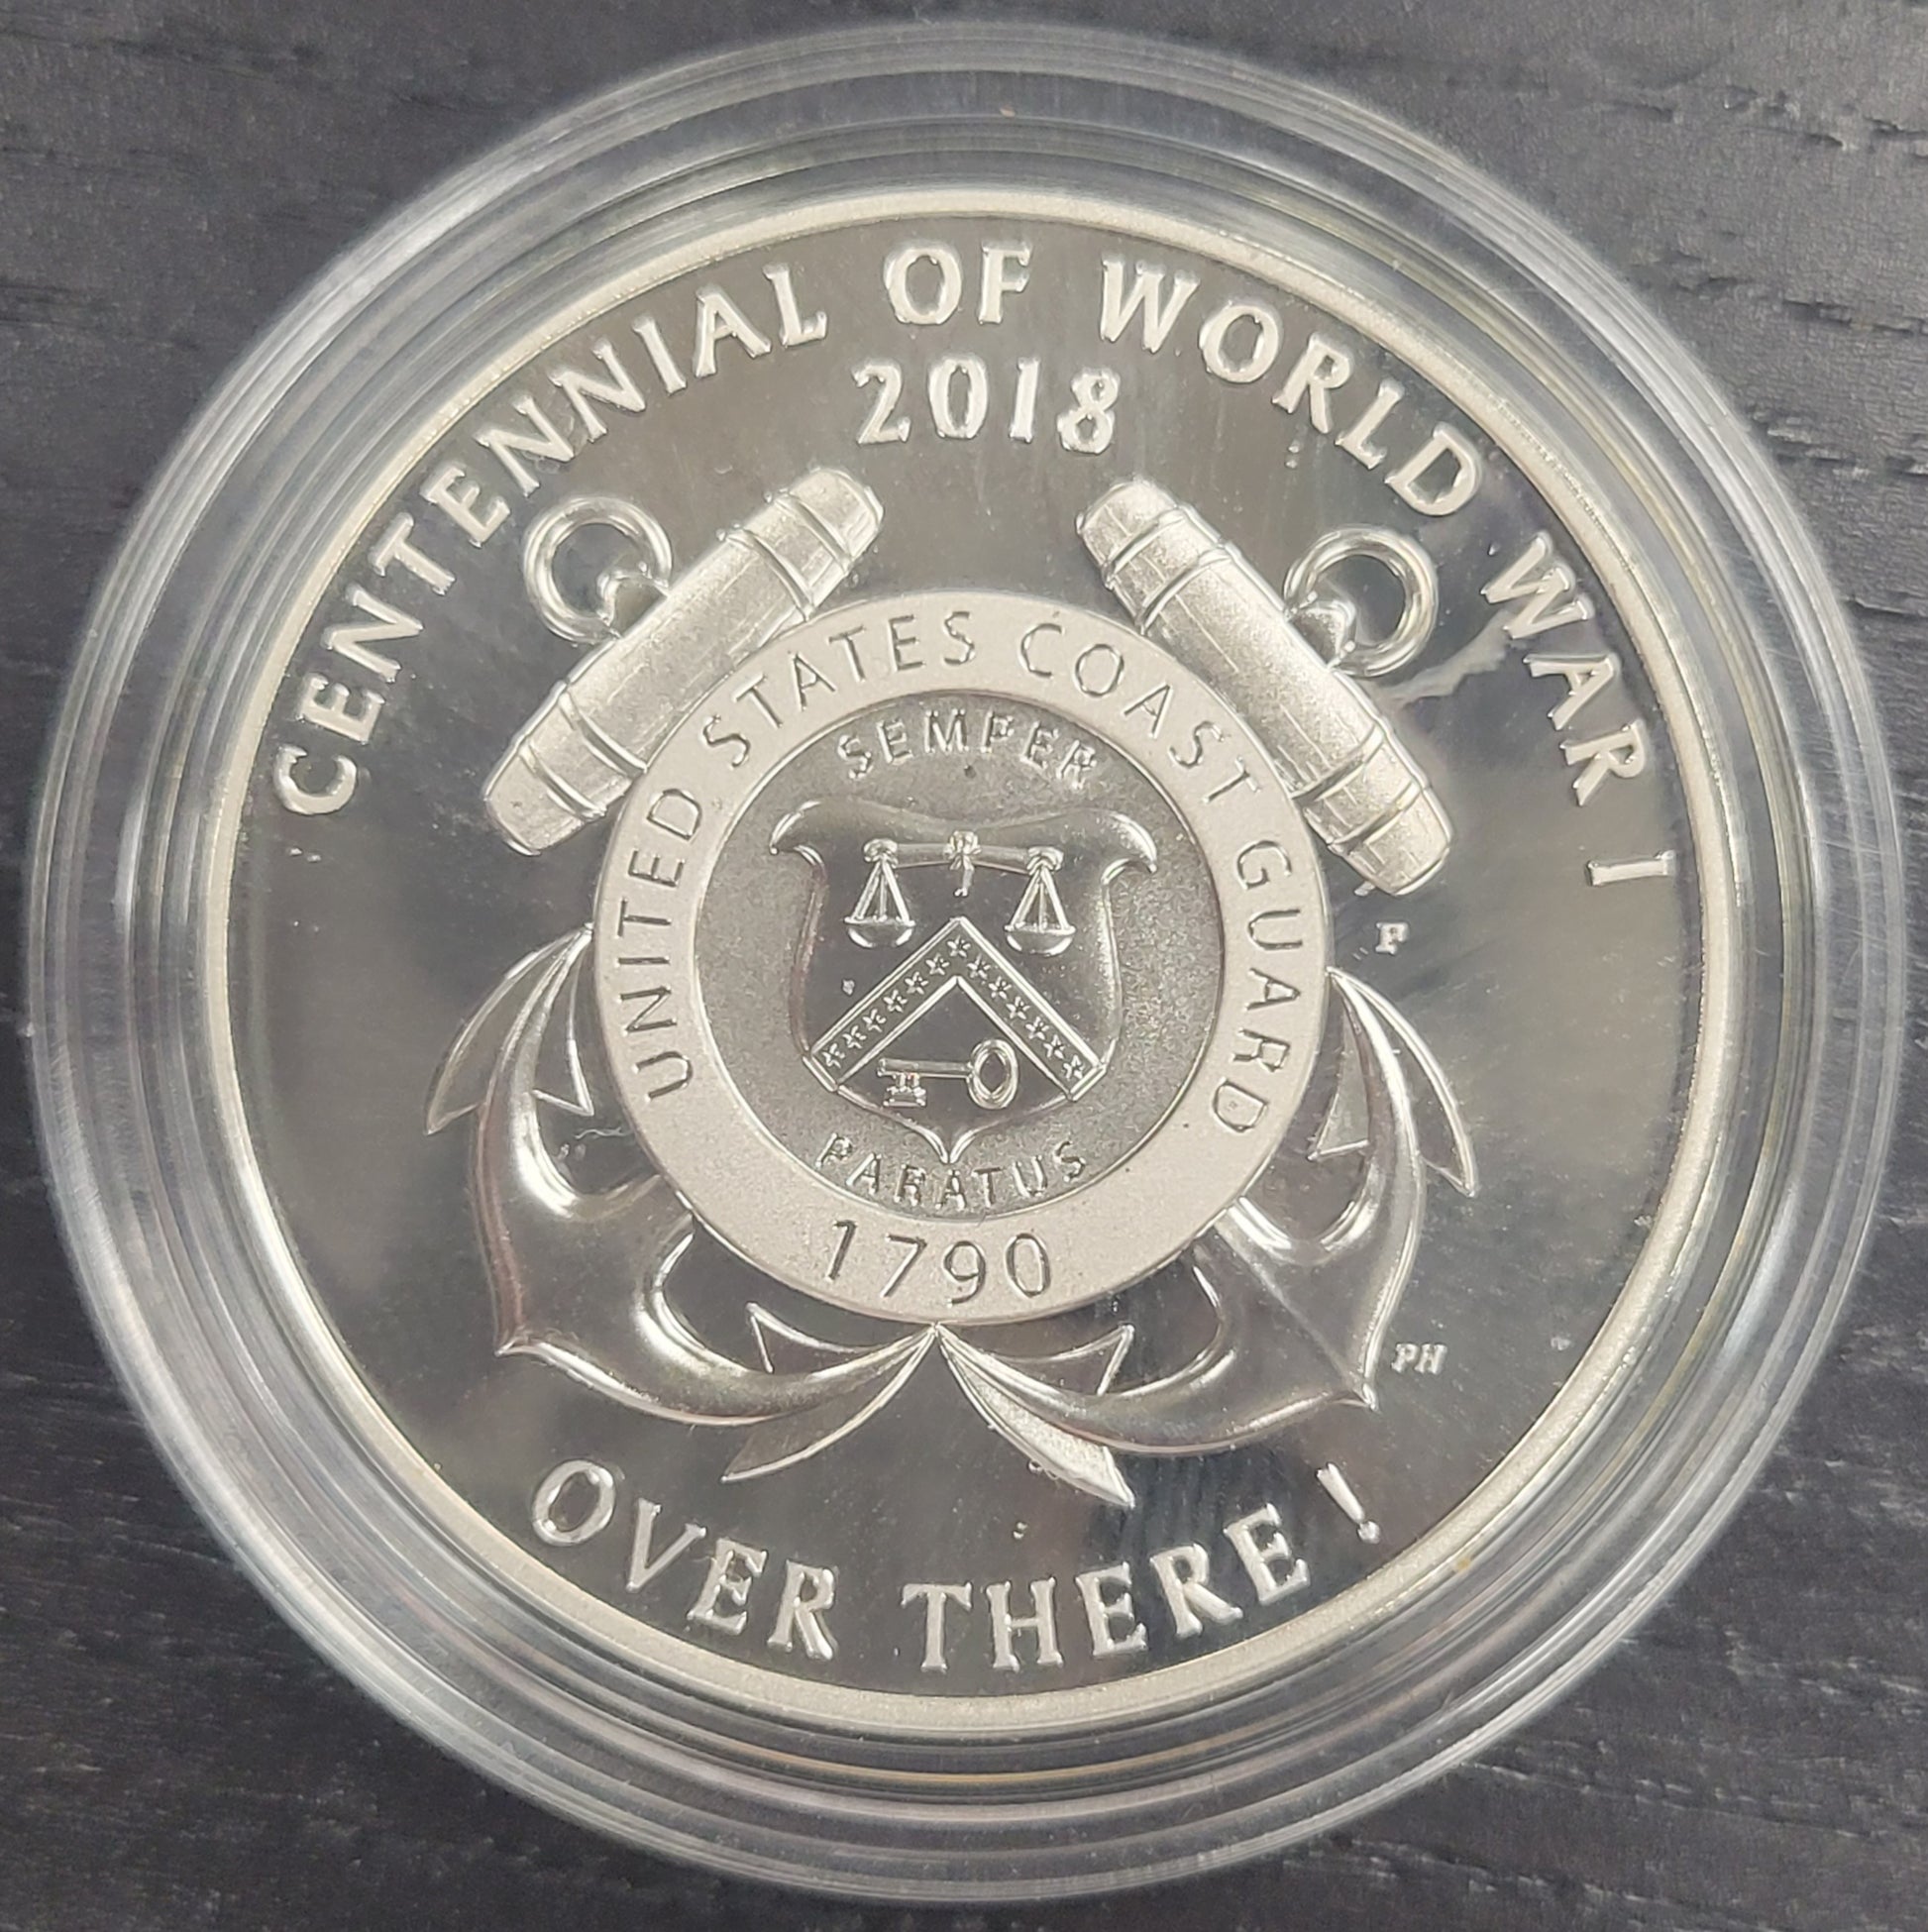 CENTENNIAL OF WORLD WAR I
2018
UNITED STATES COAST GUARD
SEMPER
P
PARATUS
1790
PH
OVER THERE !